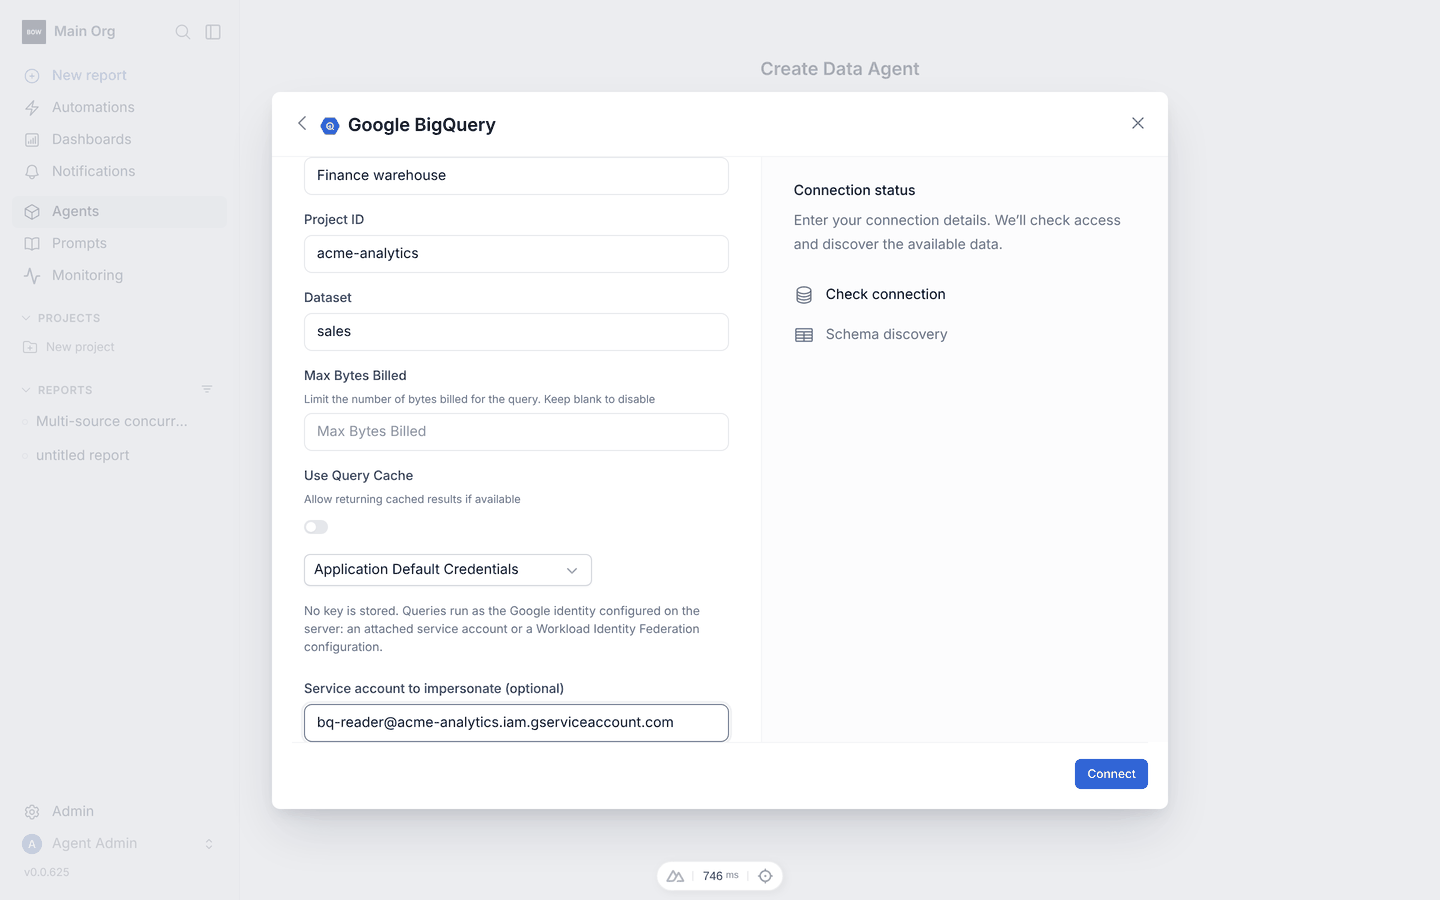 BOW
Main Org
New report
Automations
Dashboards
Notifications
Agents
Prompts
Monitoring
PROJECTS
New project
REPORTS
Multi-source concurr...
untitled report
Admin
A
Agent Admin
v0.0.625
Create Data Agent
Google BigQuery
Finance warehouse
Project ID
acme-analytics
Dataset
sales
Max Bytes Billed
Limit the number of bytes billed for the query. Keep blank to disable
Max Bytes Billed
Use Query Cache
Allow returning cached results if available
Application Default Credentials
No key is stored. Queries run as the Google identity configured on the
server: an attached service account or a Workload Identity Federation
configuration.
Service account to impersonate (optional)
bq-reader@acme-analytics.iam.gserviceaccount.com
Connection status
Enter your connection details. We'll check access
and discover the available data.
Check connection
Schema discovery
Connect
746 ms